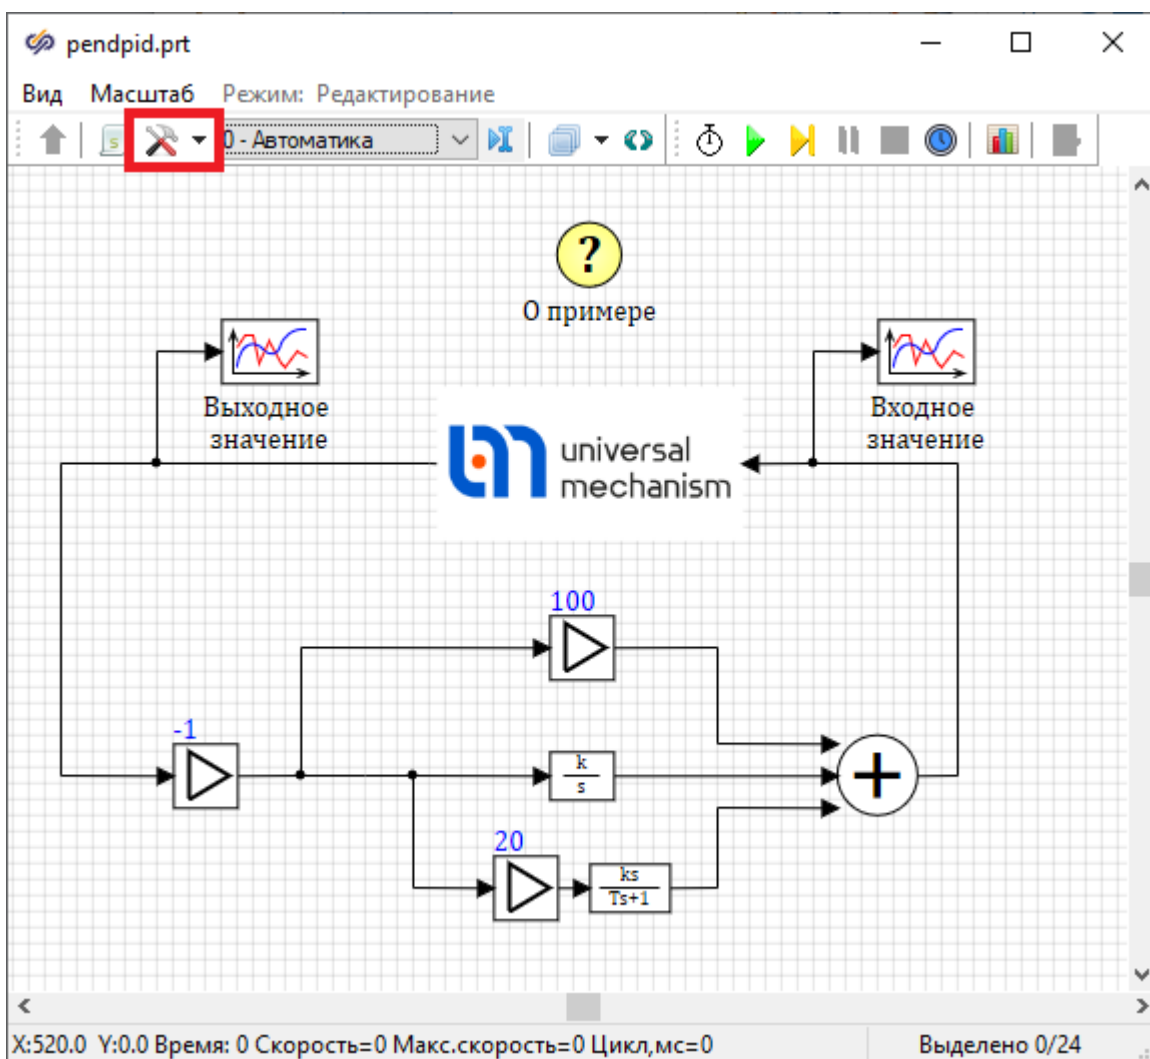 pendpid.prt
Вид Масштаб Режим: Редактирование
s
0 - Автоматика
?
О примере
Выходное
значение
Входное
значение
universal
mechanism
100
-1
k
s
20
ks
Ts+1
X:520.0 Y:0.0 Время: 0 Скорость=0 Макс.скорость=0 Цикл,мс=0 Выделено 0/24